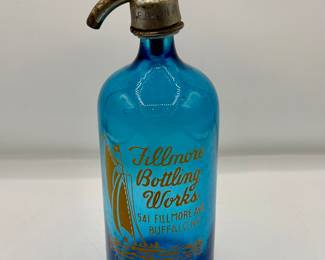 Fillmore
Bottling
Works
541 FILLMORE AVE
BUFFALO, N.Y.